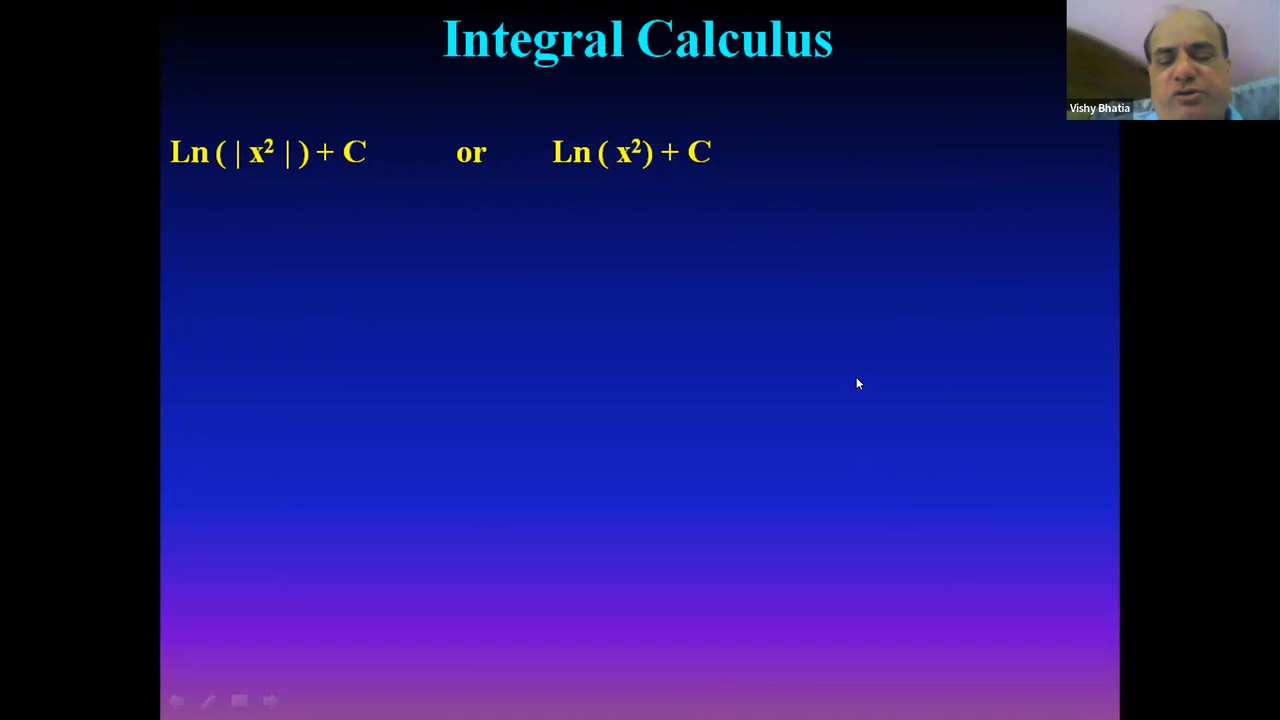 Integral Calculus
Vishy Bhatia
Ln ( | x² | ) + C or Ln ( x²) + C